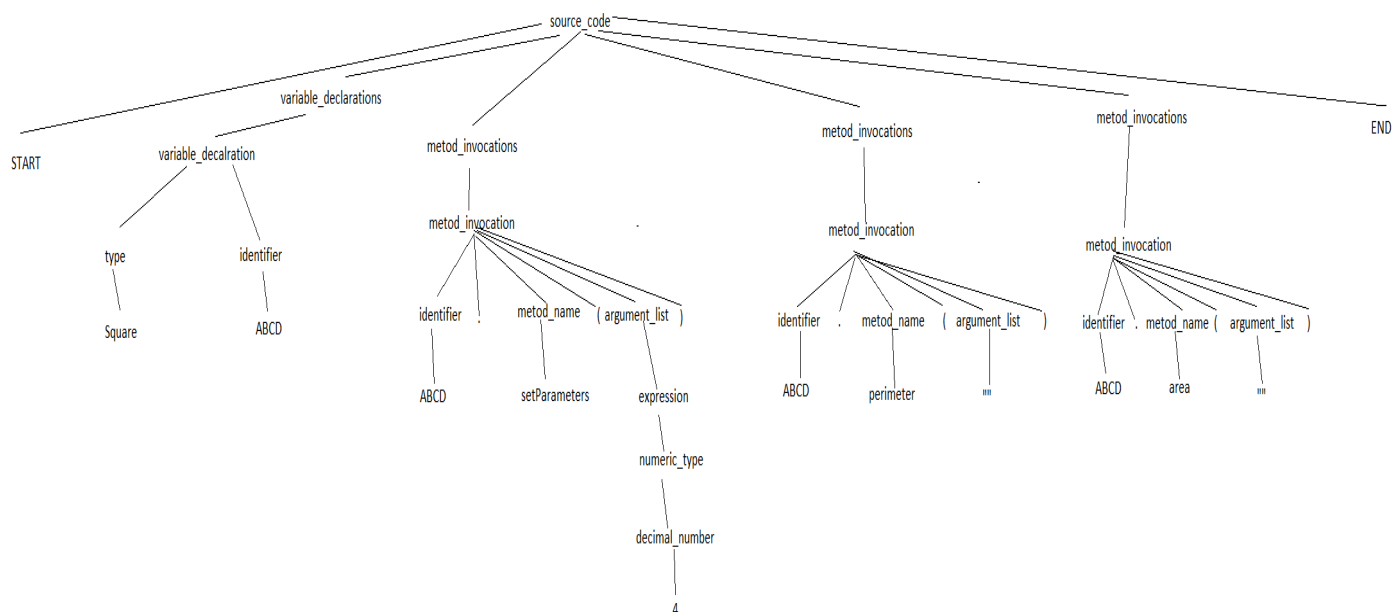 source_code
variable_declarations
metod_invocations
metod_invocations
metod_invocations
END
START
variable_decalration
metod_invocation
metod_invocation
metod_invocation
type
identifier
Square
ABCD
identifier . metod_name ( argument_list )
identifier . metod_name ( argument_list )
identifier . metod_name ( argument_list )
ABCD setParameters expression
ABCD perimeter ""
ABCD area ""
numeric_type
decimal_number
4